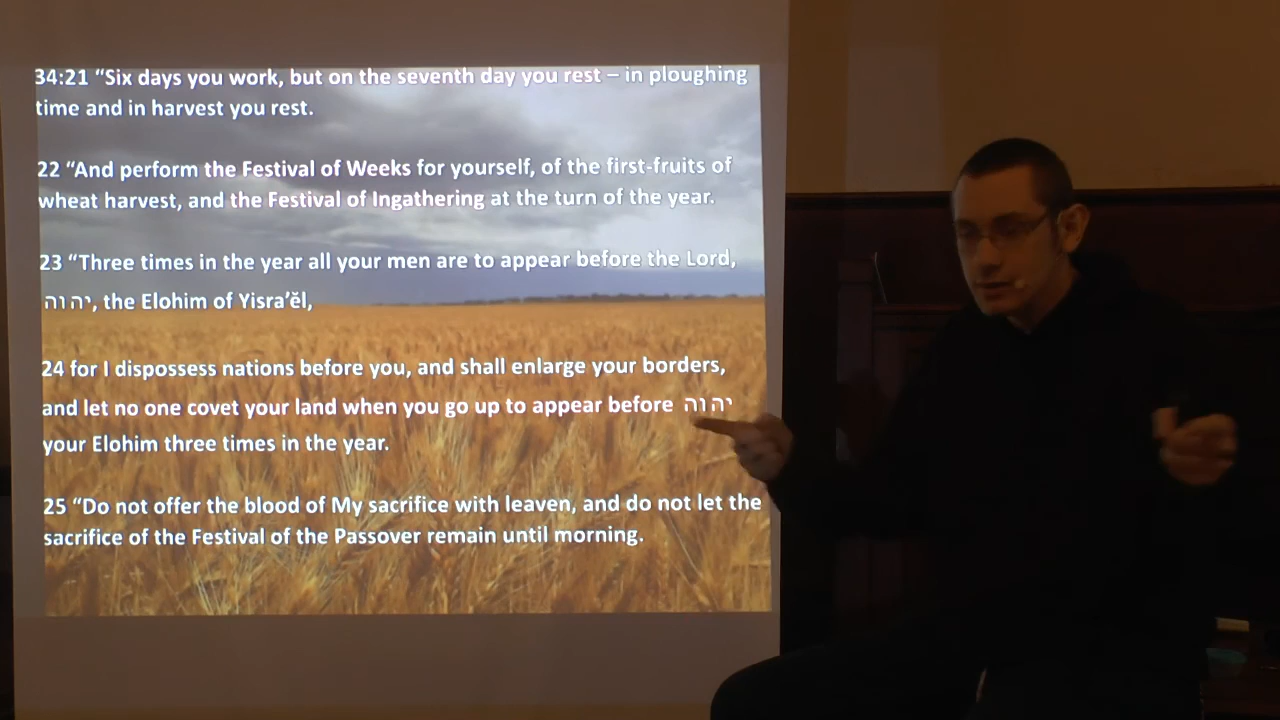 34:21 “Six days you work, but on the seventh day you rest – in ploughing
time and in harvest you rest.
22 “And perform the Festival of Weeks for yourself, of the first-fruits of
wheat harvest, and the Festival of Ingathering at the turn of the year.
23 “Three times in the year all your men are to appear before the Lord,
יהוה, the Elohim of Yisra’ĕl,
24 for I dispossess nations before you, and shall enlarge your borders,
and let no one covet your land when you go up to appear before יהוה
your Elohim three times in the year.
25 “Do not offer the blood of My sacrifice with leaven, and do not let the
sacrifice of the Festival of the Passover remain until morning.